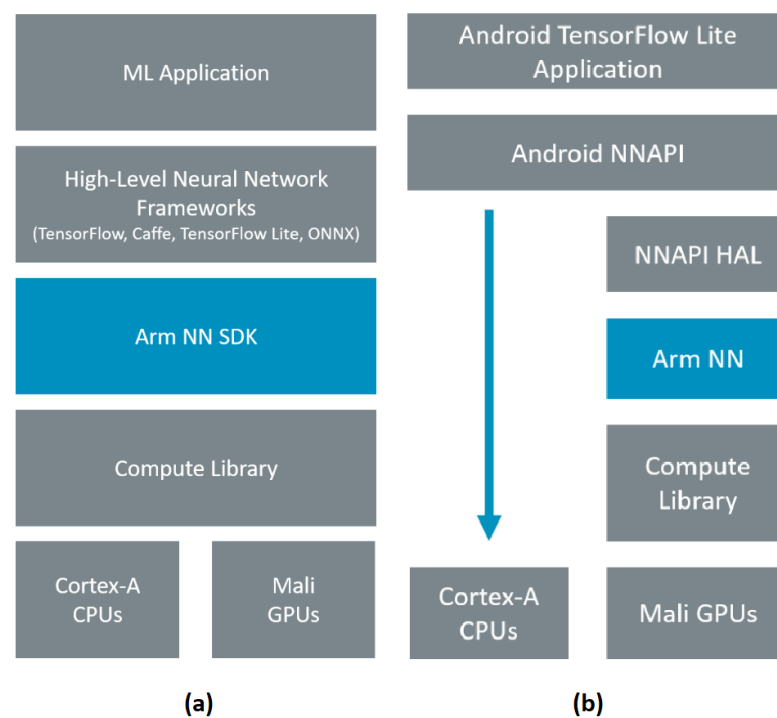 ML Application
High-Level Neural Network
Frameworks
(TensorFlow, Caffe, TensorFlow Lite, ONNX)
Arm NN SDK
Compute Library
Cortex-A
CPUs
Mali
GPUs
(a)
Android TensorFlow Lite
Application
Android NNAPI
NNAPI HAL
Arm NN
Compute
Library
Cortex-A
CPUs
Mali GPUs
(b)